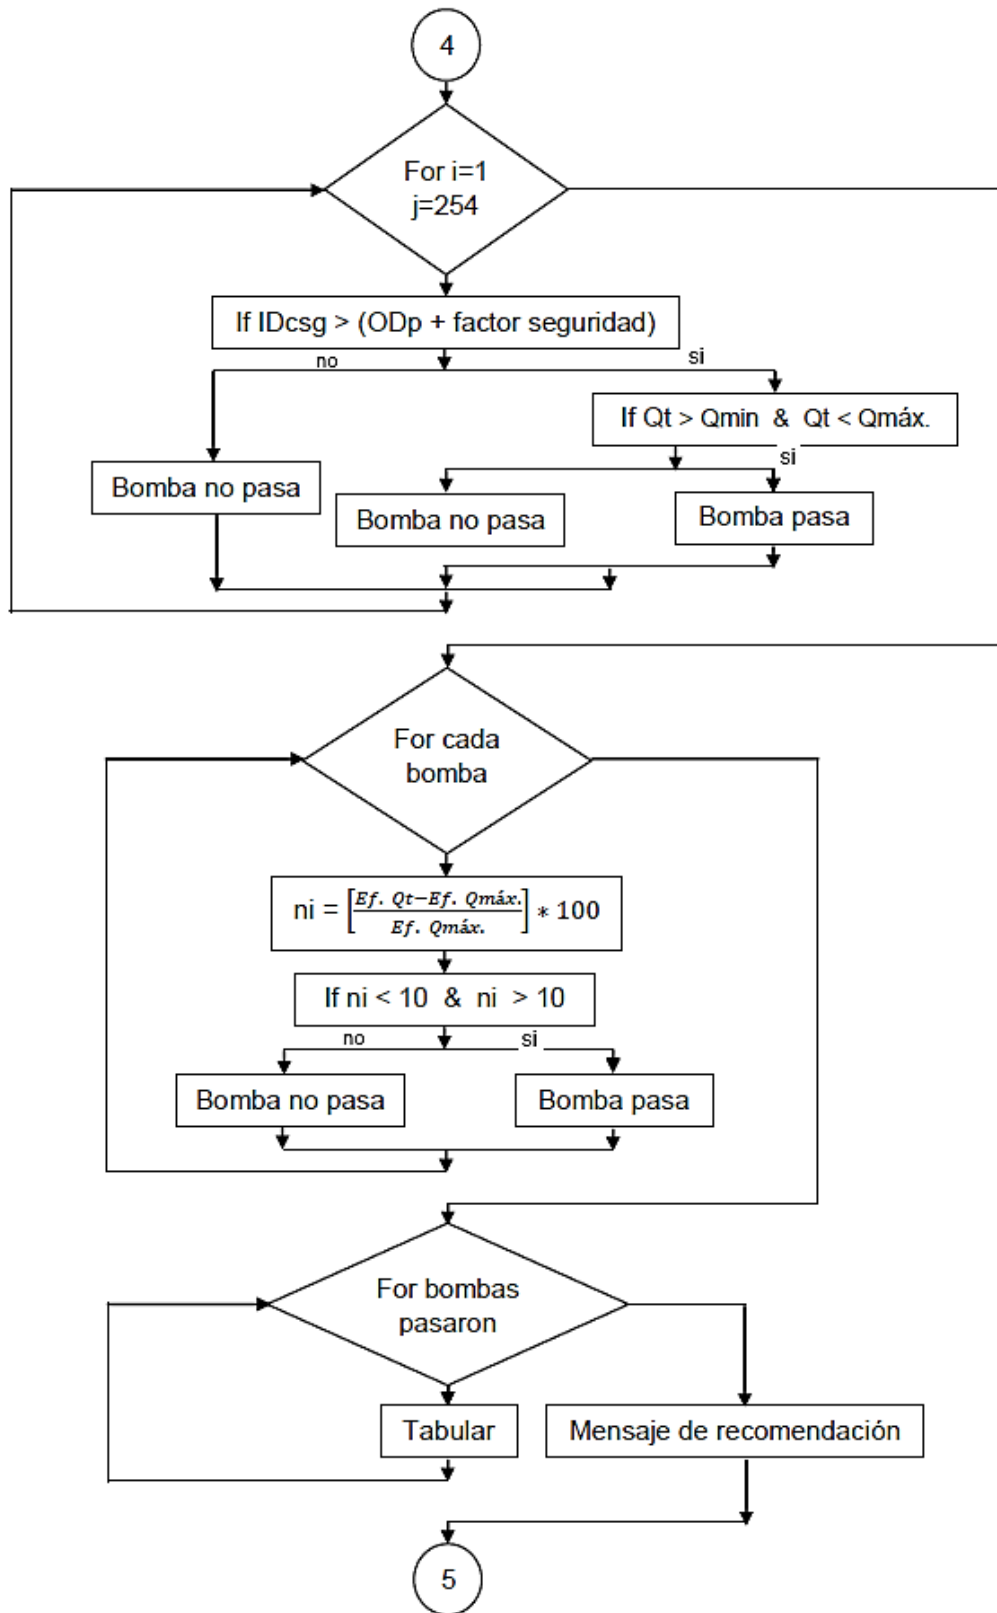 4
For i=1
j=254
If IDcsg > (ODp + factor seguridad)
no
si
If Qt > Qmin & Qt < Qmáx.
si
Bomba no pasa
Bomba no pasa
Bomba pasa
For cada
bomba
ni = [(Ef. Qt−Ef. Qmáx.)/(Ef. Qmáx.)] * 100
If ni < 10 & ni > 10
no
si
Bomba no pasa
Bomba pasa
For bombas
pasaron
Tabular
Mensaje de recomendación
5